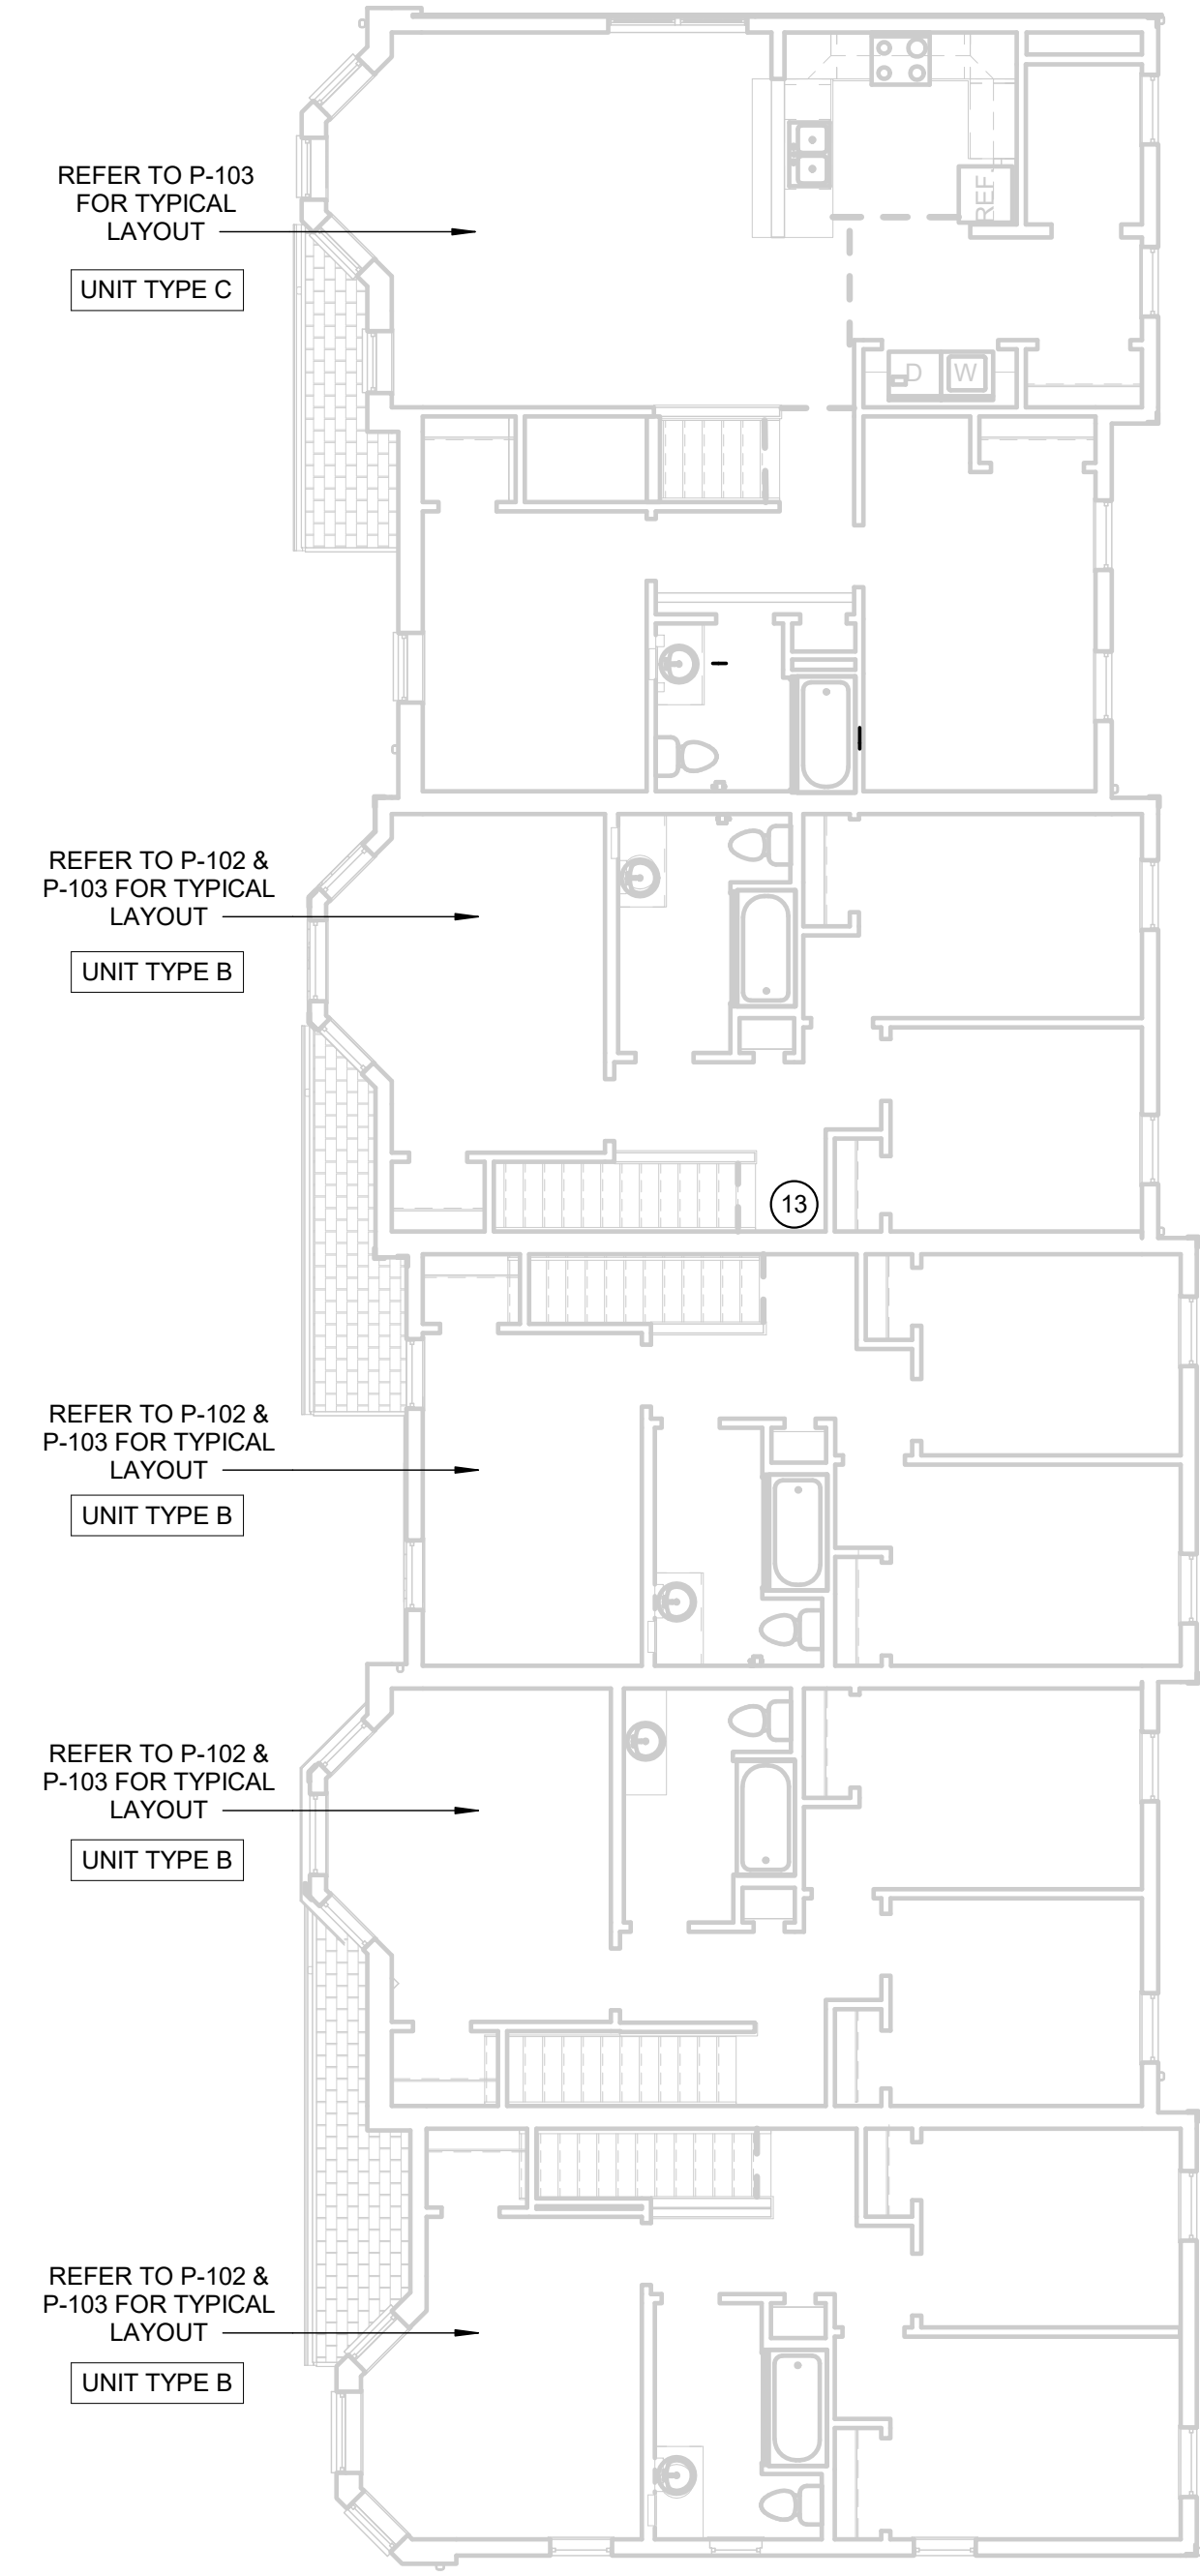 REFER TO P-103
FOR TYPICAL
LAYOUT
UNIT TYPE C
REF.
D
W
REFER TO P-102 &
P-103 FOR TYPICAL
LAYOUT
UNIT TYPE B
13
REFER TO P-102 &
P-103 FOR TYPICAL
LAYOUT
UNIT TYPE B
REFER TO P-102 &
P-103 FOR TYPICAL
LAYOUT
UNIT TYPE B
REFER TO P-102 &
P-103 FOR TYPICAL
LAYOUT
UNIT TYPE B